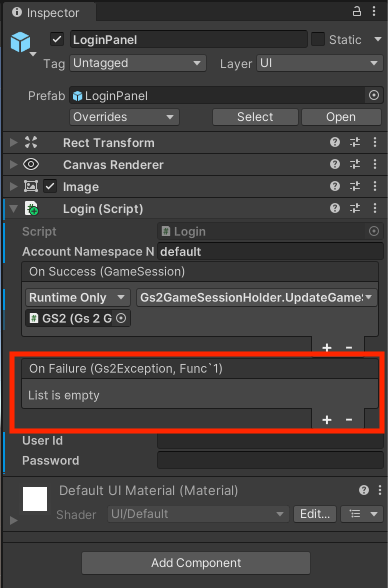 Inspector
LoginPanel
Static
Tag Untagged Layer UI
Prefab LoginPanel
Overrides Select Open
Rect Transform
Canvas Renderer
Image
Login (Script)
Script Login
Account Namespace N default
On Success (GameSession)
Runtime Only Gs2GameSessionHolder.UpdateGameS
GS2 (Gs 2 G
+ -
On Failure (Gs2Exception, Func`1)
List is empty
+ -
User Id
Password
Default UI Material (Material)
Shader UI/Default Edit...
Add Component